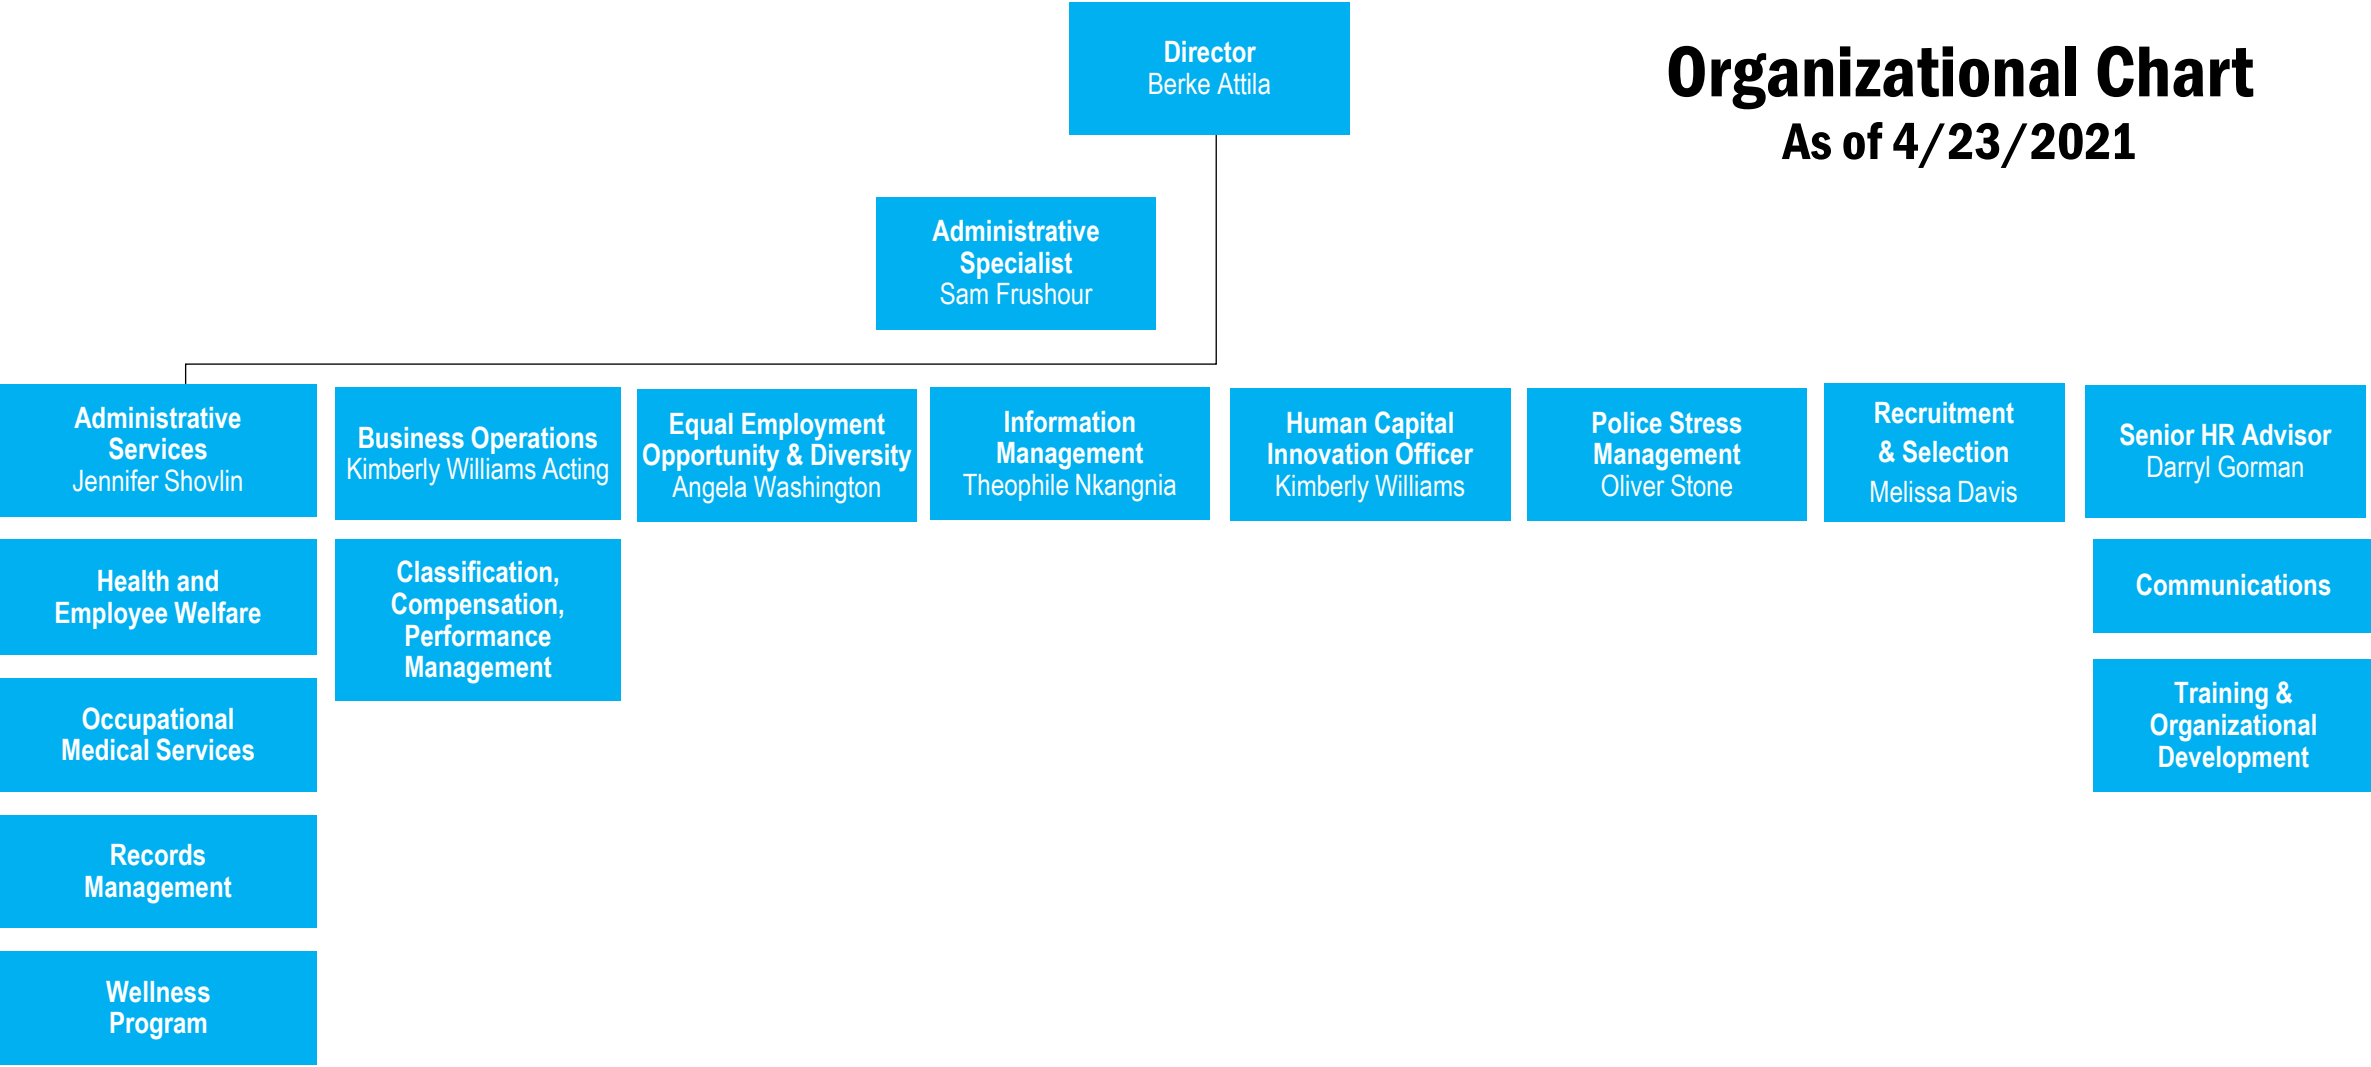 Director
Berke Attila
Organizational Chart
As of 4/23/2021
Administrative
Specialist
Sam Frushour
Administrative
Services
Jennifer Shovlin
Business Operations
Kimberly Williams Acting
Equal Employment
Opportunity & Diversity
Angela Washington
Information
Management
Theophile Nkangnia
Human Capital
Innovation Officer
Kimberly Williams
Police Stress
Management
Oliver Stone
Recruitment
& Selection
Melissa Davis
Senior HR Advisor
Darryl Gorman
Health and
Employee Welfare
Classification,
Compensation,
Performance
Management
Communications
Occupational
Medical Services
Training &
Organizational
Development
Records
Management
Wellness
Program